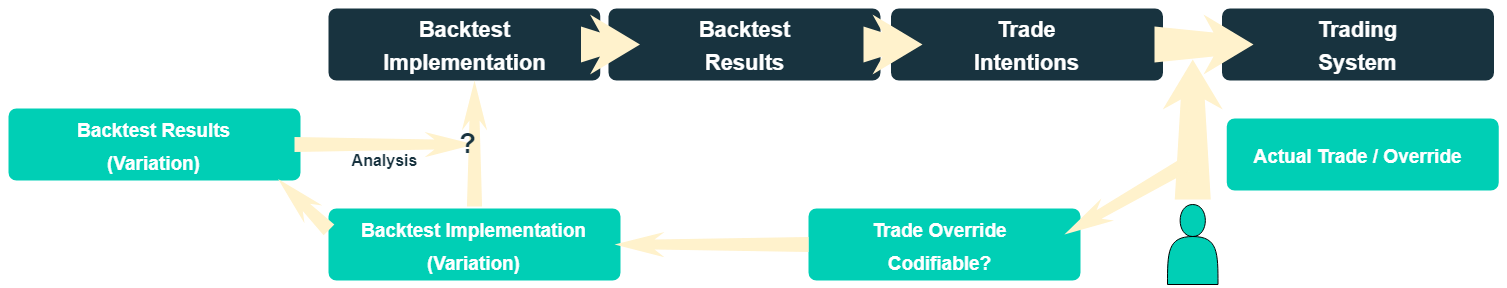 Backtest
Implementation
Backtest
Results
Trade
Intentions
Trading
System
Backtest Results
(Variation)
Analysis
?
Actual Trade / Override
Backtest Implementation
(Variation)
Trade Override
Codifiable?